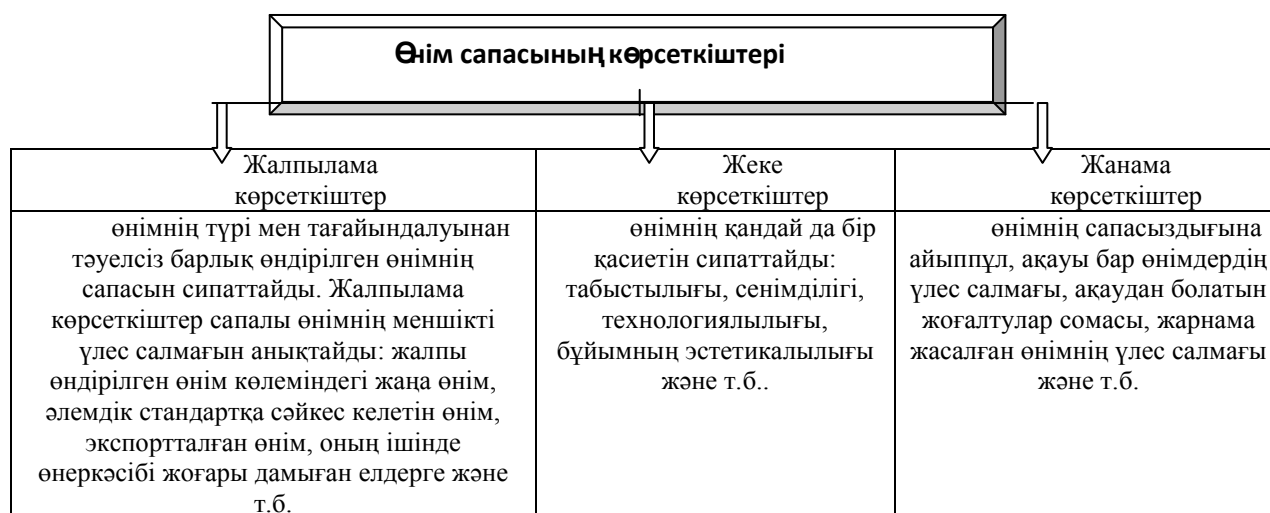 Өнім сапасының көрсеткіштері
Жалпылама
көрсеткіштер
өнімнің түрі мен тағайындалуынан
тәуелсіз барлық өндірілген өнімнің
сапасын сипаттайды. Жалпылама
көрсеткіштер сапалы өнімнің меншікті
үлес салмағын анықтайды: жалпы
өндірілген өнім көлеміндегі жаңа өнім,
әлемдік стандартқа сәйкес келетін өнім,
экспортталған өнім, оның ішінде
өнеркәсібі жоғары дамыған елдерге және
т.б.
Жеке
көрсеткіштер
өнімнің қандай да бір
қасиетін сипаттайды:
табыстылығы, сенімділігі,
технологиялылығы,
бұйымның эстетикалылығы
және т.б..
Жанама
көрсеткіштер
өнімнің сапасыздығына
айыппұл, ақауы бар өнімдердің
үлес салмағы, ақаудан болатын
жоғалтулар сомасы, жарнама
жасалған өнімнің үлес салмағы
және т.б.